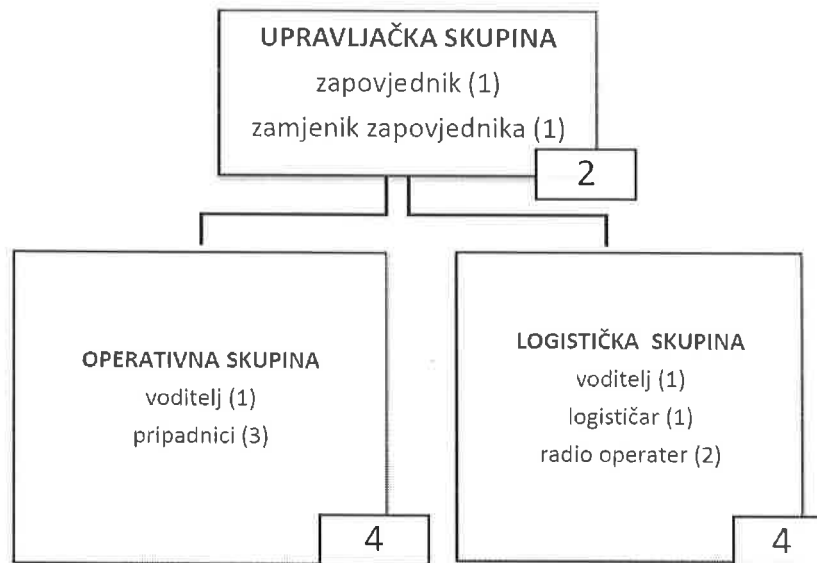 UPRAVLJAČKA SKUPINA
zapovjednik (1)
zamjenik zapovjednika (1)
2
OPERATIVNA SKUPINA
voditelj (1)
pripadnici (3)
4
LOGISTIČKA SKUPINA
voditelj (1)
logističar (1)
radio operater (2)
4